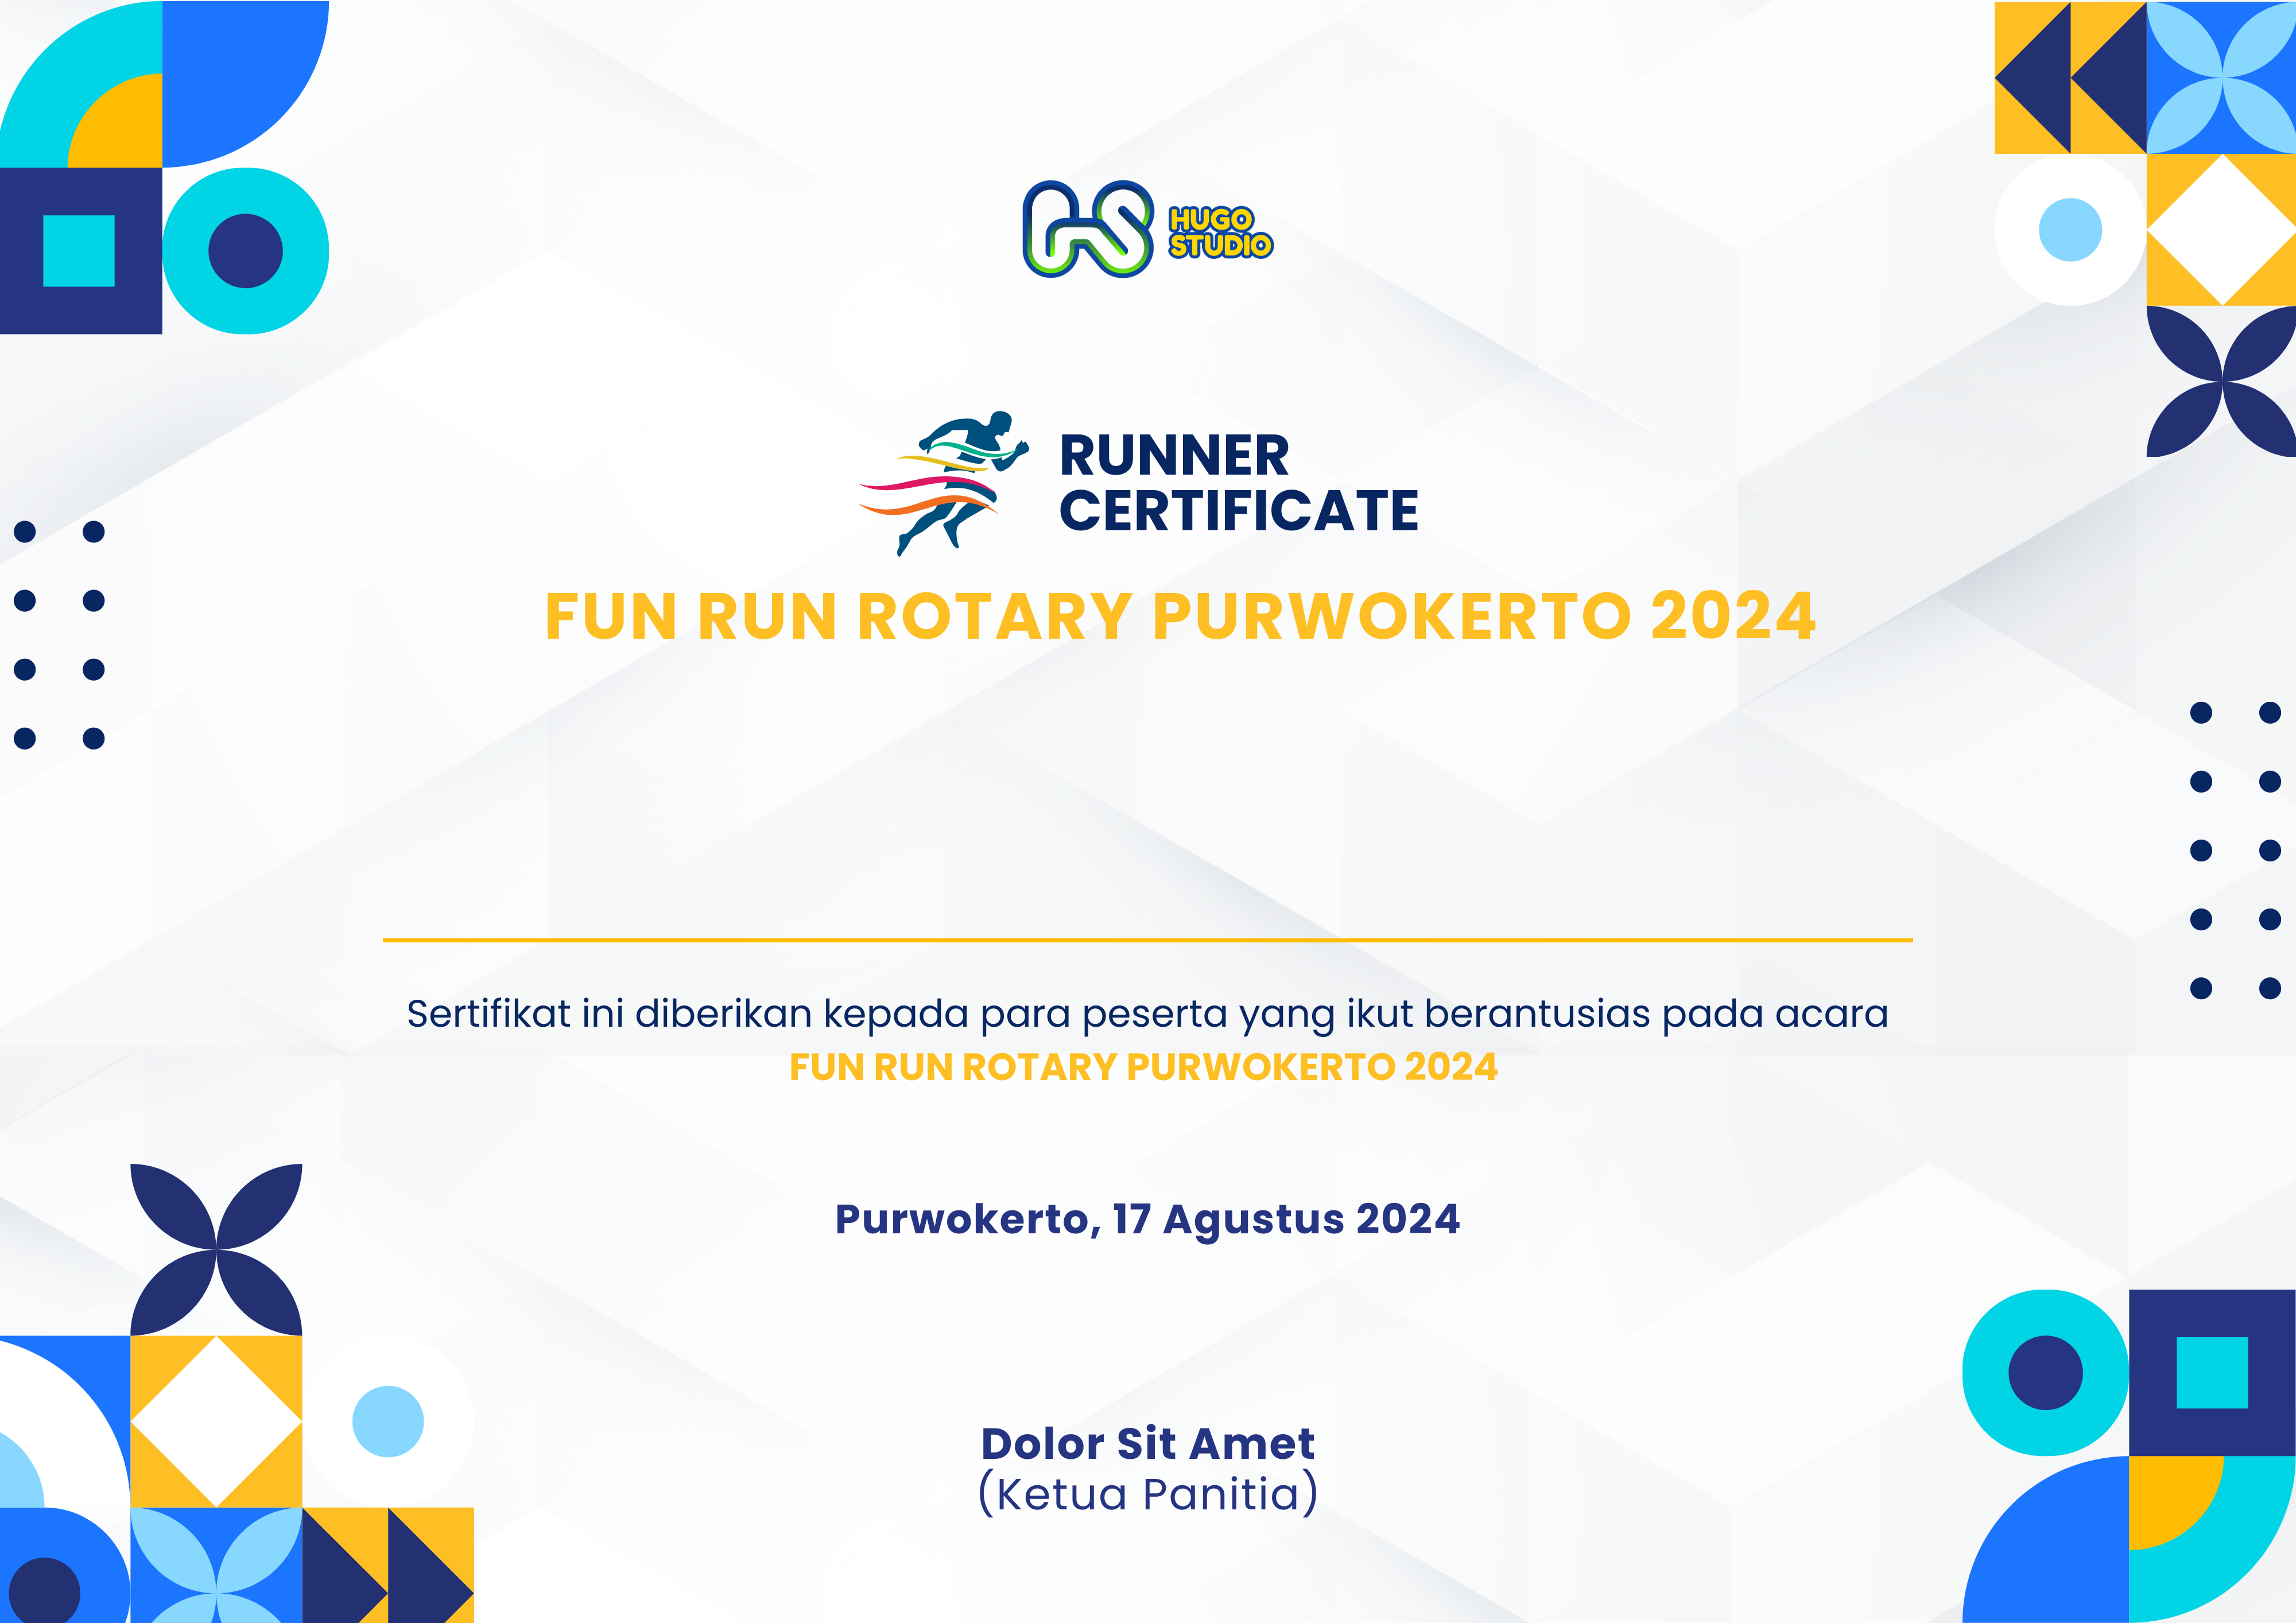 HUGO
STUDIO
RUNNER
CERTIFICATE
FUN RUN ROTARY PURWOKERTO 2024
Sertifikat ini diberikan kepada para peserta yang ikut berantusias pada acara
FUN RUN ROTARY PURWOKERTO 2024
Purwokerto, 17 Agustus 2024
Dolor Sit Amet
(Ketua Panitia)